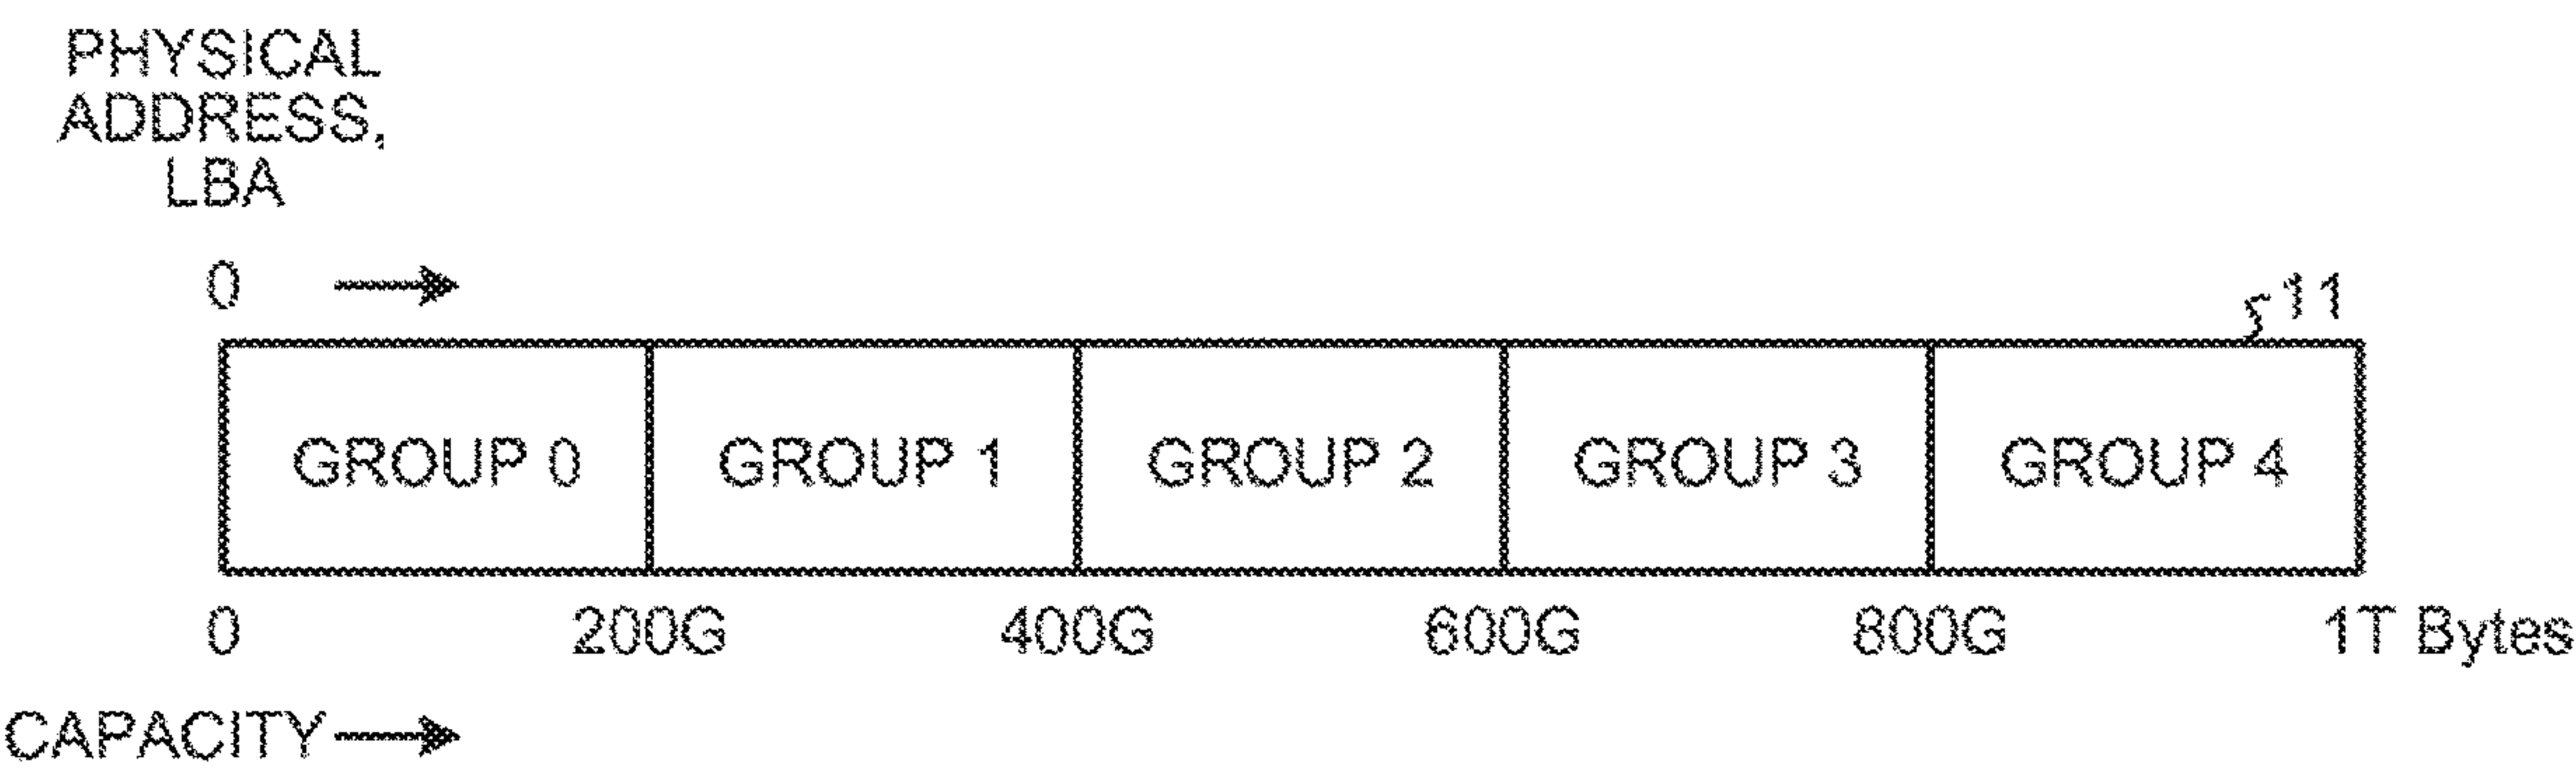 PHYSICAL
ADDRESS,
LBA
0
11
GROUP 0 GROUP 1 GROUP 2 GROUP 3 GROUP 4
0 200G 400G 600G 800G 1T Bytes
CAPACITY